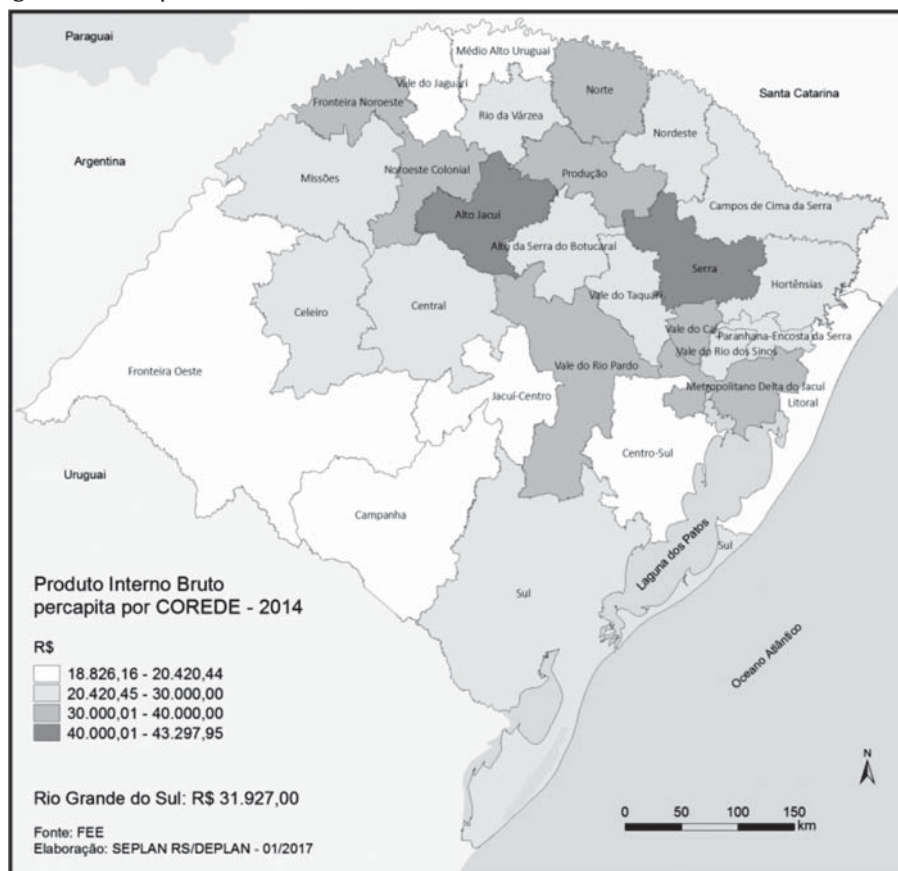 Paraguai
Médio Alto Uruguai
Vale do Jaguari
Norte
Santa Catarina
Fronteira Noroeste
Rio da Várzea
Nordeste
Argentina
Noroeste Colonial
Produção
Missões
Campos de Cima da Serra
Alto Jacuí
Alto da Serra do Botucaraí
Serra
Hortênsias
Vale do Taquari
Celeiro
Central
Vale do Caí
Paranhana-Encosta da Serra
Vale do Rio dos Sinos
Fronteira Oeste
Vale do Rio Pardo
Metropolitano Delta do Jacuí
Jacuí-Centro
Litoral
Centro-Sul
Uruguai
Campanha
Laguna dos Patos
Sul
Sul
Oceano Atlântico
Produto Interno Bruto
percapita por COREDE - 2014
R$
18.826,16 - 20.420,44
20.420,45 - 30.000,00
30.000,01 - 40.000,00
40.000,01 - 43.297,95
N
Rio Grande do Sul: R$ 31.927,00
0 50 100 150
km
Fonte: FEE
Elaboração: SEPLAN RS/DEPLAN - 01/2017